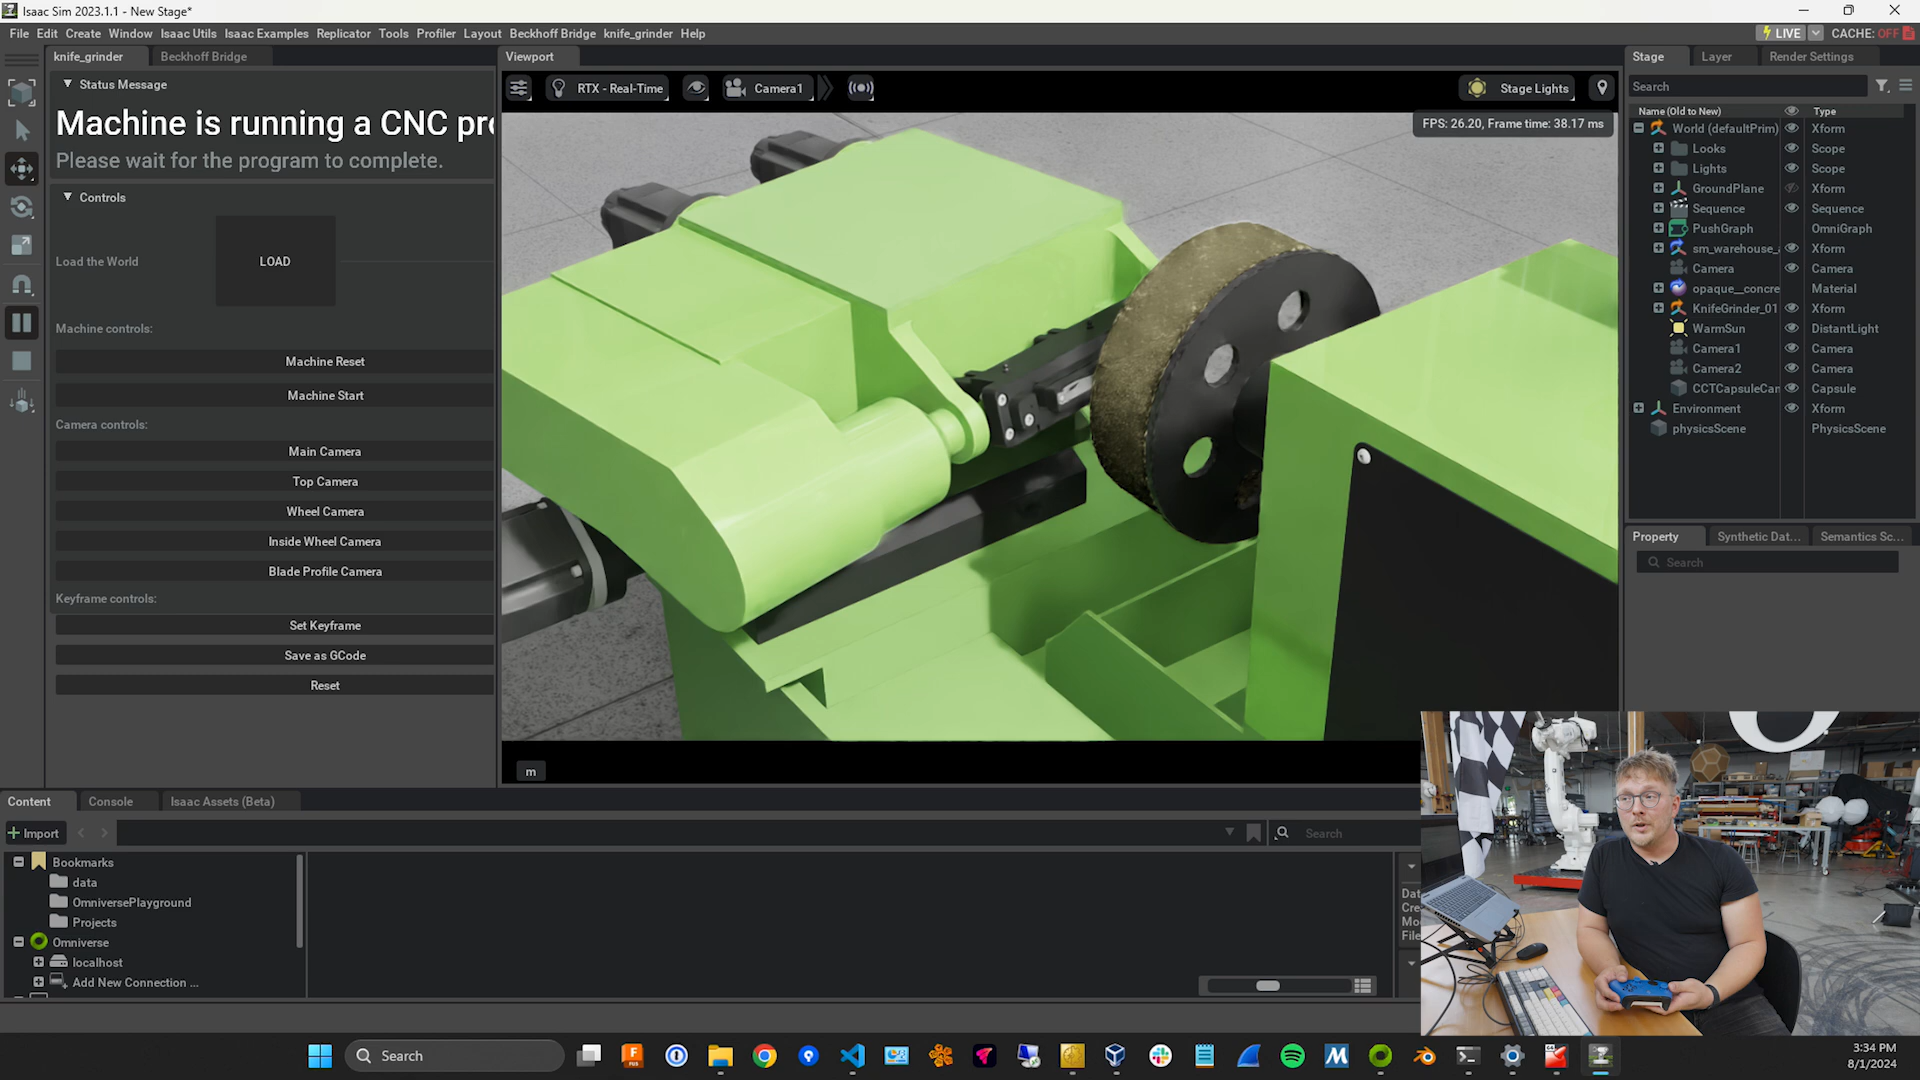 Isaac Sim 2023.1.1 - New Stage*
File Edit Create Window Isaac Utils Isaac Examples Replicator Tools Profiler Layout Beckhoff Bridge knife_grinder Help
LIVE CACHE: OFF
knife_grinder Beckhoff Bridge
Status Message
Machine is running a CNC pro
Please wait for the program to complete.
Controls
Load the World LOAD
Machine controls:
Machine Reset
Machine Start
Camera controls:
Main Camera
Top Camera
Wheel Camera
Inside Wheel Camera
Blade Profile Camera
Keyframe controls:
Set Keyframe
Save as GCode
Reset
Viewport
RTX - Real-Time Camera1 Stage Lights
FPS: 26.20, Frame time: 38.17 ms
m
Stage Layer Render Settings
Search
Name (Old to New) Type
World (defaultPrim) Xform
Looks Scope
Lights Scope
GroundPlane Xform
Sequence Sequence
PushGraph OmniGraph
sm_warehouse_ Xform
Camera Camera
opaque__concre Material
KnifeGrinder_01 Xform
WarmSun DistantLight
Camera1 Camera
Camera2 Camera
CCTCapsuleCan Capsule
Environment Xform
physicsScene PhysicsScene
Property Synthetic Dat... Semantics Sc...
Search
Content Console Isaac Assets (Beta)
Import
Search
Bookmarks
data
OmniversePlayground
Projects
Omniverse
localhost
Add New Connection ...
Dat
Cre
Mo
File
Search
3:34 PM
8/1/2024